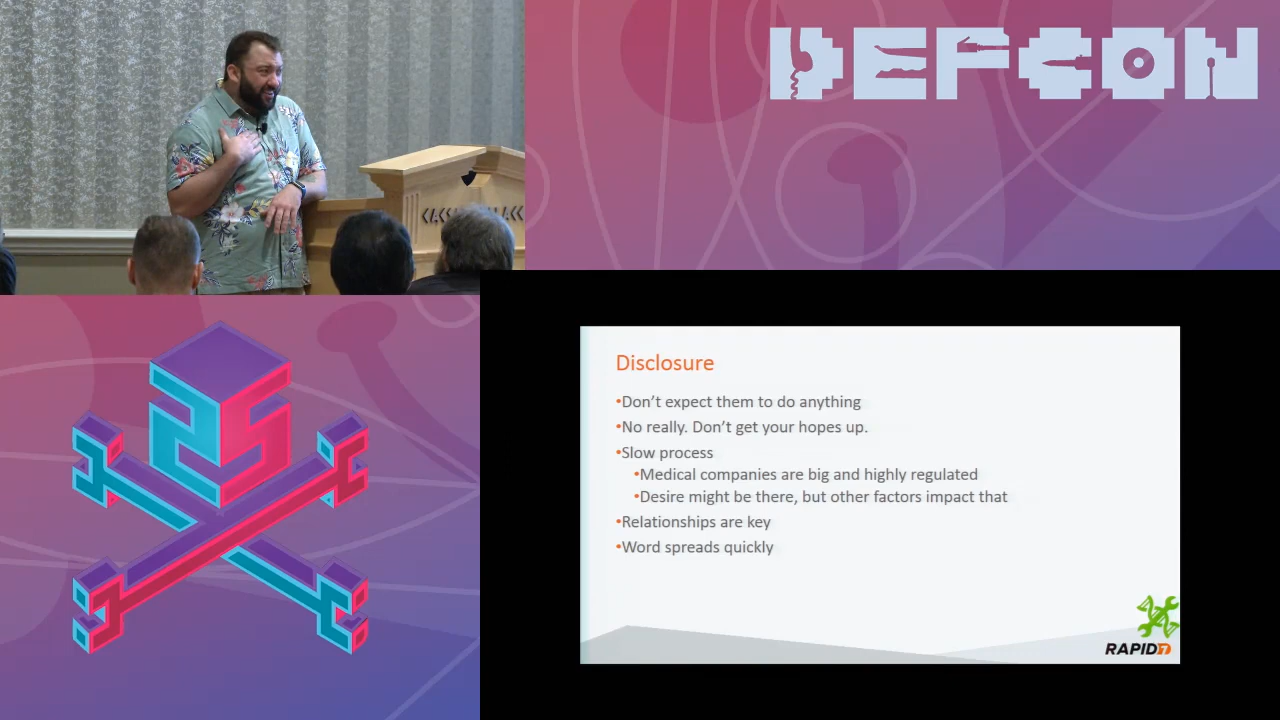 DEFCON
Disclosure
•Don't expect them to do anything
•No really. Don't get your hopes up.
•Slow process
•Medical companies are big and highly regulated
•Desire might be there, but other factors impact that
•Relationships are key
•Word spreads quickly
RAPID7